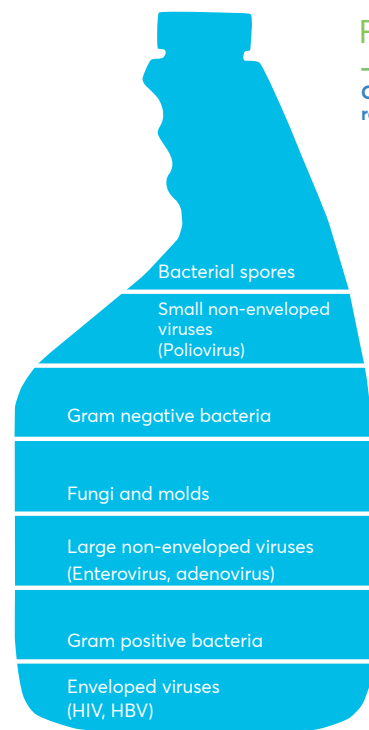 Bacterial spores
Small non-enveloped
viruses
(Poliovirus)
Gram negative bacteria
Fungi and molds
Large non-enveloped viruses
(Enterovirus, adenovirus)
Gram positive bacteria
Enveloped viruses
(HIV, HBV)